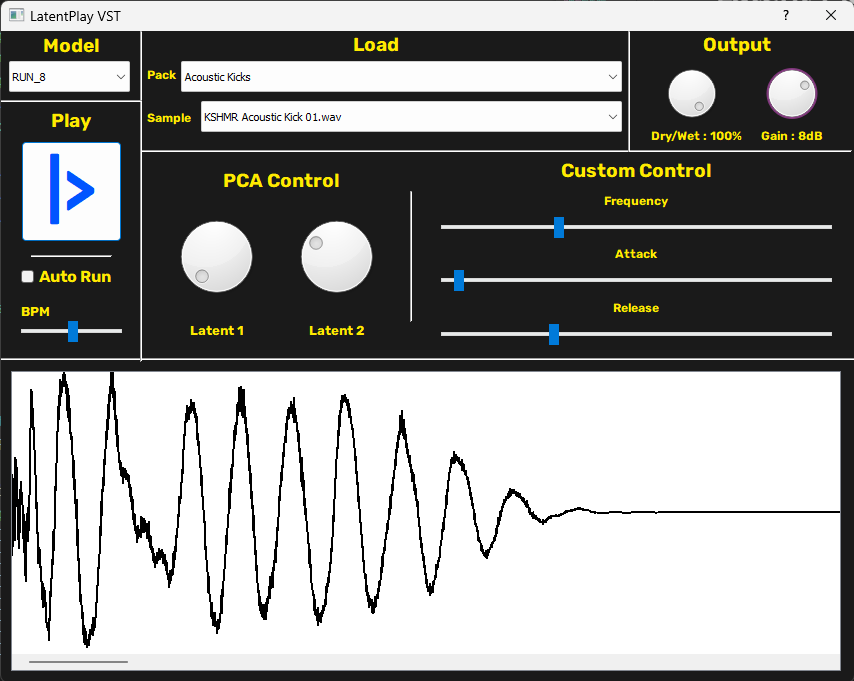 LatentPlay VST
Model
RUN_8
Load
Pack
Acoustic Kicks
Sample
KSHMR Acoustic Kick 01.wav
Output
Dry/Wet : 100%
Gain : 8dB
Play
Auto Run
BPM
PCA Control
Latent 1
Latent 2
Custom Control
Frequency
Attack
Release